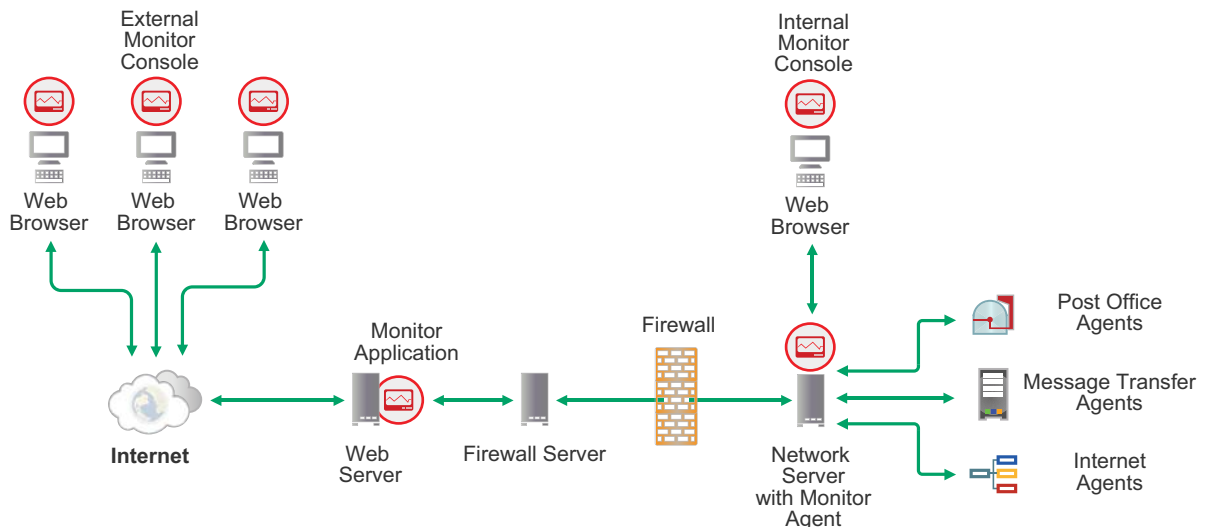 External
Monitor
Console
Internal
Monitor
Console
Web
Browser
Web
Browser
Web
Browser
Web
Browser
Monitor
Application
Firewall
Post Office
Agents
Message Transfer
Agents
Internet
Agents
Internet
Web
Server
Firewall Server
Network
Server
with Monitor
Agent